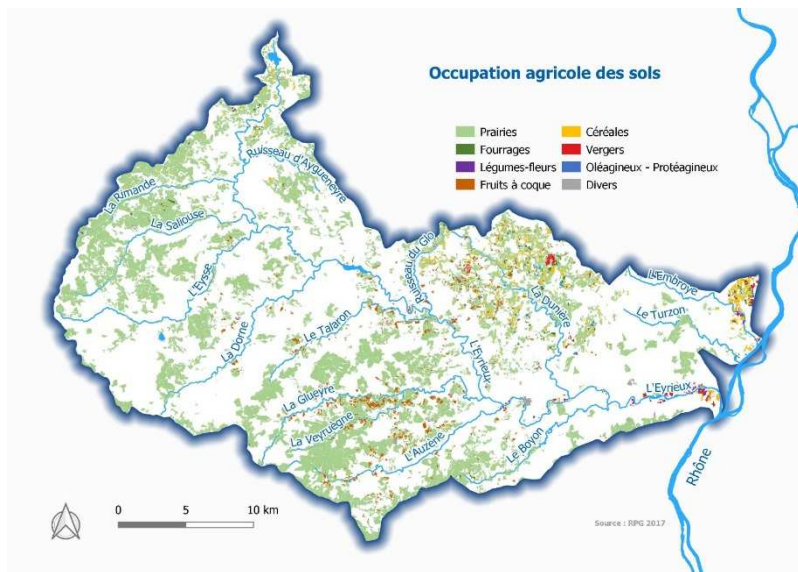 Occupation agricole des sols
Prairies
Fourrages
Légumes-fleurs
Fruits à coque
Céréales
Vergers
Oléagineux - Protéagineux
Divers
Ruisseau d'Aygueneyre
La Rimande
La Saliouse
L'Eysse
La Dorne
Le Talaron
Ruisseau du Glo
La Dunière
L'Embroye
Le Turzon
L'Eyrieux
L'Eyrieux
La Glueyre
La Veyruègne
L'Auzène
Le Boyon
Rhône
0 5 10 km
Source : RPG 2017